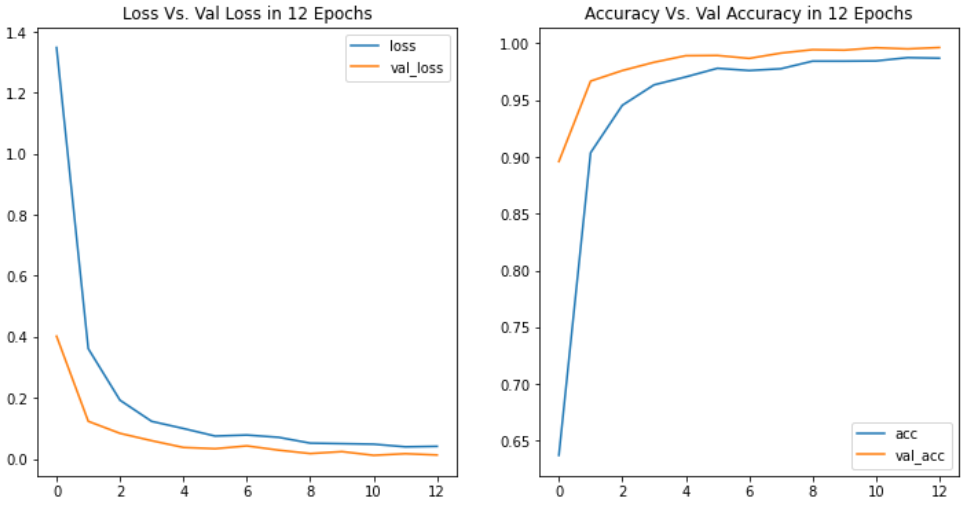 Loss Vs. Val Loss in 12 Epochs
1.4
1.2
1.0
0.8
0.6
0.4
0.2
0.0
0 2 4 6 8 10 12
loss
val_loss
Accuracy Vs. Val Accuracy in 12 Epochs
1.00
0.95
0.90
0.85
0.80
0.75
0.70
0.65
0 2 4 6 8 10 12
acc
val_acc